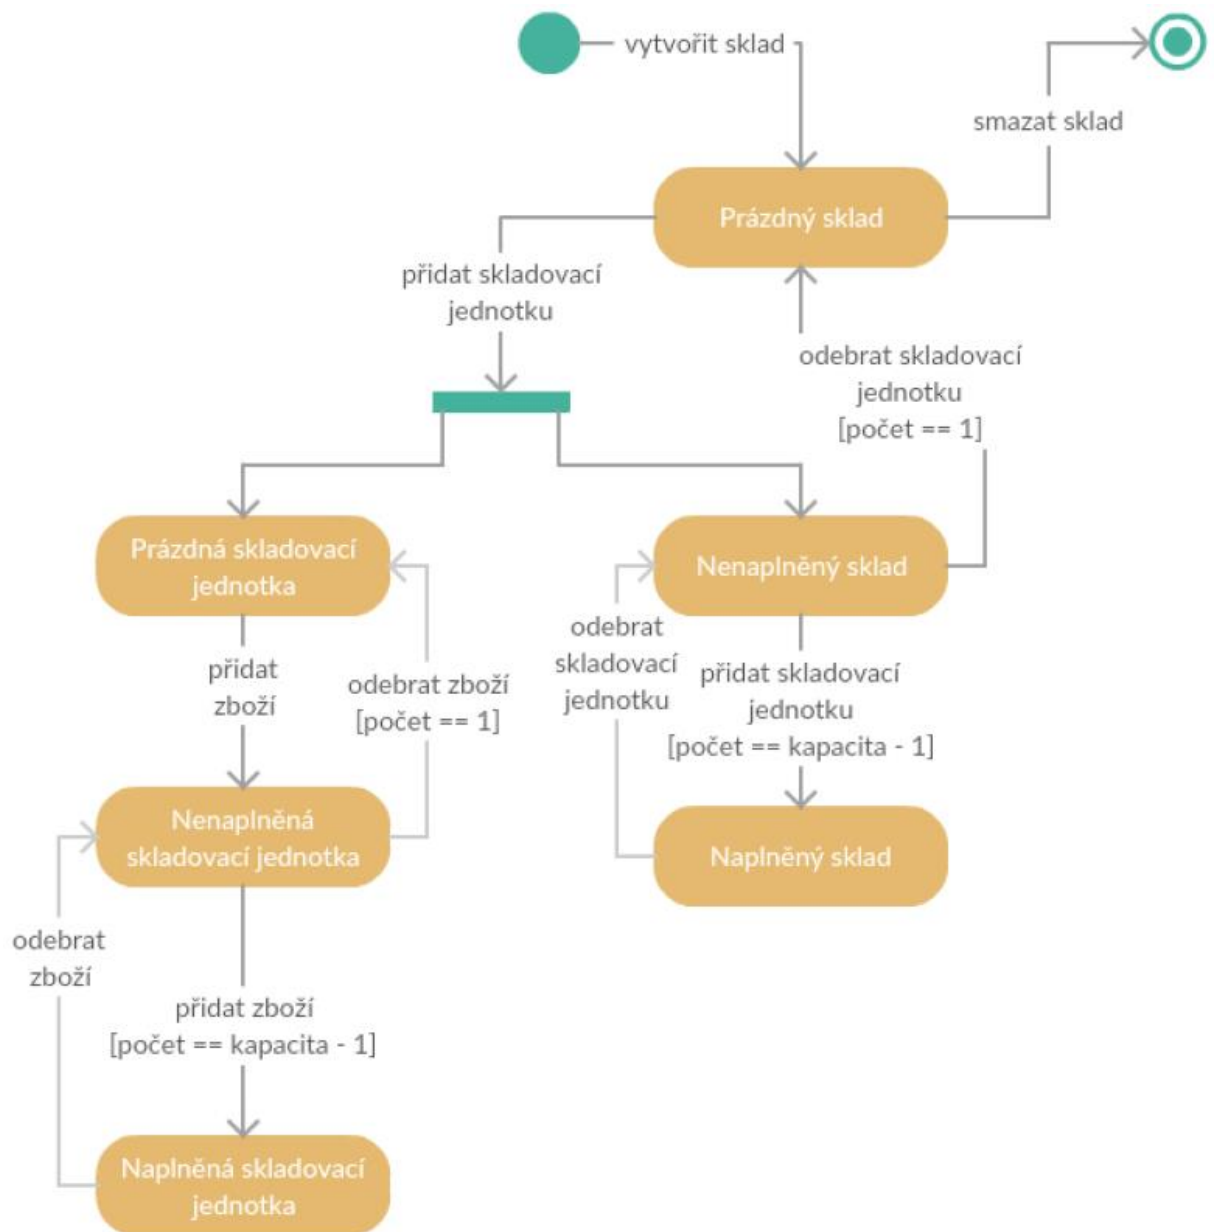 vytvořit sklad
smazat sklad
Prázdný sklad
přidat skladovací
jednotku
odebrat skladovací
jednotku
[počet == 1]
Prázdná skladovací
jednotka
Nenaplněný sklad
přidat
zboží
odebrat zboží
[počet == 1]
odebrat
skladovací
jednotku
přidat skladovací
jednotku
[počet == kapacita - 1]
Nenaplněná
skladovací jednotka
Naplněný sklad
odebrat
zboží
přidat zboží
[počet == kapacita - 1]
Naplněná skladovací
jednotka